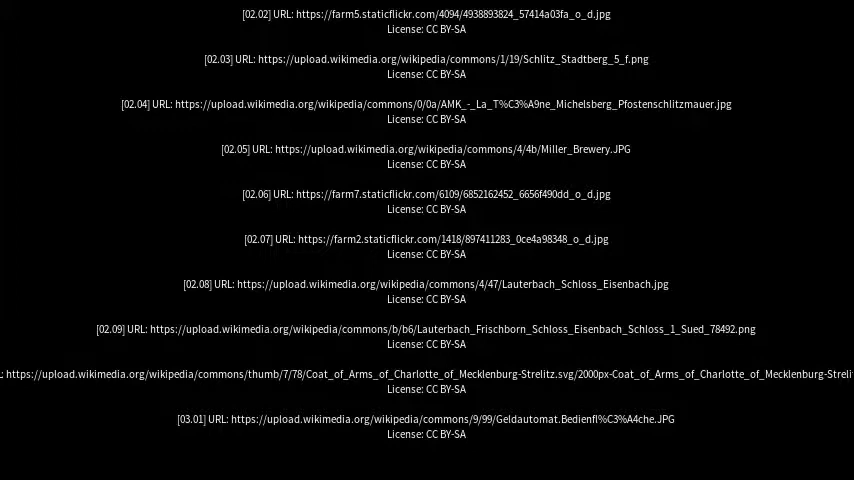 [02.02] URL: https://farm5.staticflickr.com/4094/4938893824_57414a03fa_o_d.jpg
License: CC BY-SA
[02.03] URL: https://upload.wikimedia.org/wikipedia/commons/1/19/Schlitz_Stadtberg_5_f.png
License: CC BY-SA
[02.04] URL: https://upload.wikimedia.org/wikipedia/commons/0/0a/AMK_-_La_T%C3%A9ne_Michelsberg_Pfostenschlitzmauer.jpg
License: CC BY-SA
[02.05] URL: https://upload.wikimedia.org/wikipedia/commons/4/4b/Miller_Brewery.JPG
License: CC BY-SA
[02.06] URL: https://farm7.staticflickr.com/6109/6852162452_6656f490dd_o_d.jpg
License: CC BY-SA
[02.07] URL: https://farm2.staticflickr.com/1418/897411283_0ce4a98348_o_d.jpg
License: CC BY-SA
[02.08] URL: https://upload.wikimedia.org/wikipedia/commons/4/47/Lauterbach_Schloss_Eisenbach.jpg
License: CC BY-SA
[02.09] URL: https://upload.wikimedia.org/wikipedia/commons/b/b6/Lauterbach_Frischborn_Schloss_Eisenbach_Schloss_1_Sued_78492.png
License: CC BY-SA
: https://upload.wikimedia.org/wikipedia/commons/thumb/7/78/Coat_of_Arms_of_Charlotte_of_Mecklenburg-Strelitz.svg/2000px-Coat_of_Arms_of_Charlotte_of_Mecklenburg-Strelit
License: CC BY-SA
[03.01] URL: https://upload.wikimedia.org/wikipedia/commons/9/99/Geldautomat.Bedienfl%C3%A4che.JPG
License: CC BY-SA